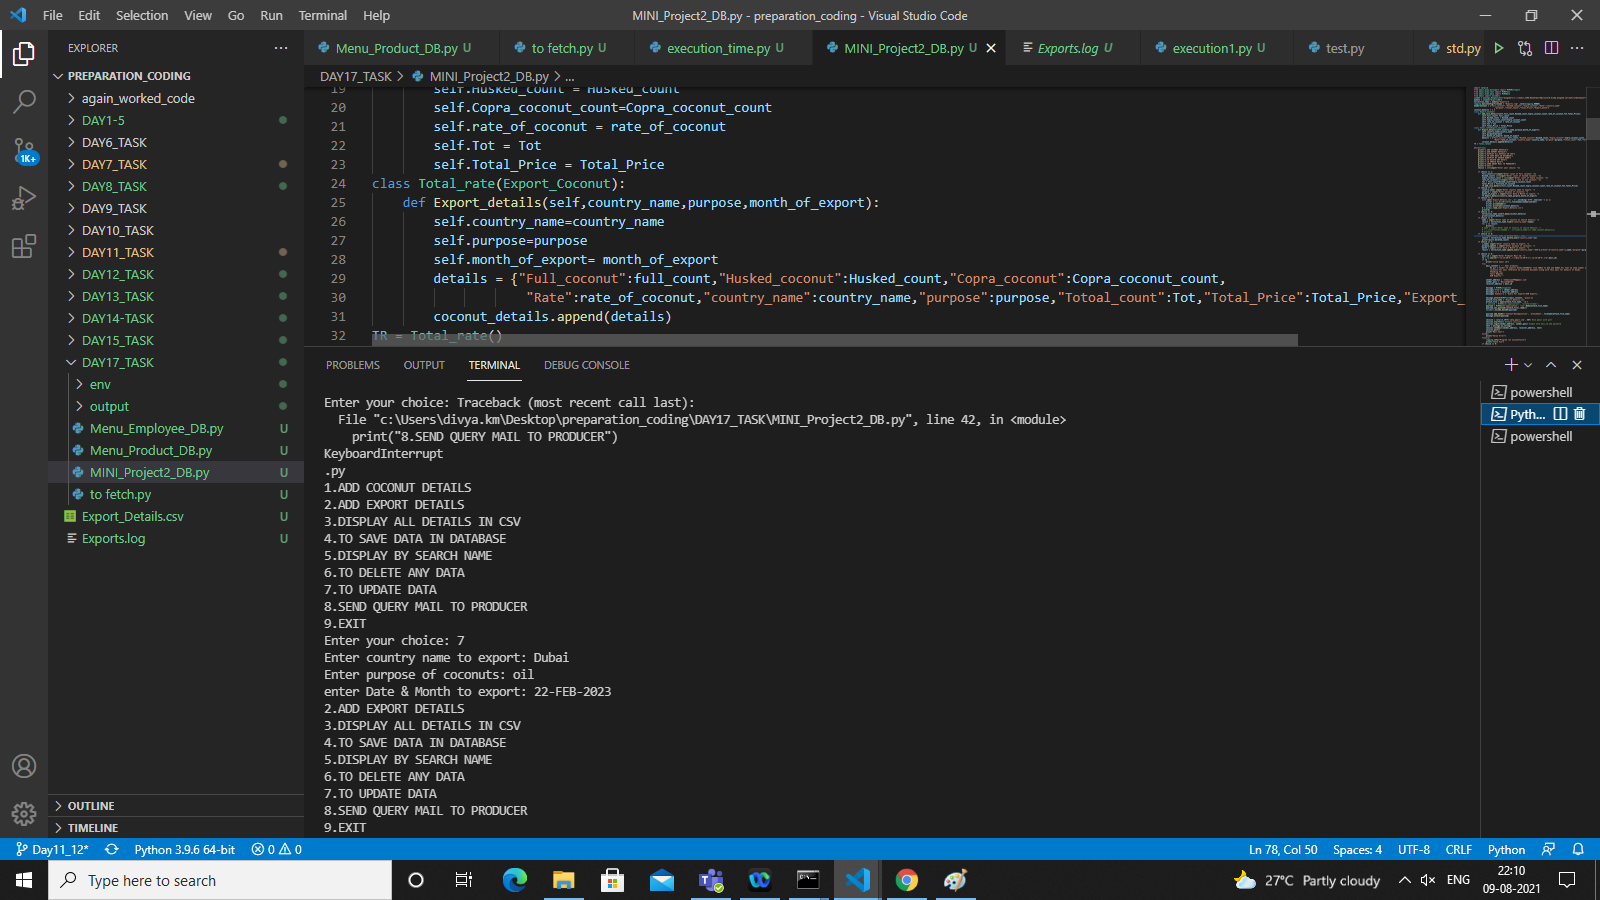 File Edit Selection View Go Run Terminal Help
MINI_Project2_DB.py - preparation_coding - Visual Studio Code
EXPLORER
PREPARATION_CODING
again_worked_code
DAY1-5
DAY6_TASK
DAY7_TASK
DAY8_TASK
DAY9_TASK
DAY10_TASK
DAY11_TASK
DAY12_TASK
DAY13_TASK
DAY14-TASK
DAY15_TASK
DAY17_TASK
env
output
Menu_Employee_DB.py U
Menu_Product_DB.py U
MINI_Project2_DB.py U
to fetch.py U
Export_Details.csv U
Exports.log U
OUTLINE
TIMELINE
1K+
Menu_Product_DB.py U
to fetch.py U
execution_time.py U
MINI_Project2_DB.py U
Exports.log U
execution1.py U
test.py
std.py
DAY17_TASK > MINI_Project2_DB.py > ...
19 self.Husked_count = Husked_count
20 self.Copra_coconut_count=Copra_coconut_count
21 self.rate_of_coconut = rate_of_coconut
22 self.Tot = Tot
23 self.Total_Price = Total_Price
24 class Total_rate(Export_Coconut):
25 def Export_details(self,country_name,purpose,month_of_export):
26 self.country_name=country_name
27 self.purpose=purpose
28 self.month_of_export= month_of_export
29 details = {"Full_coconut":full_count,"Husked_coconut":Husked_count,"Copra_coconut":Copra_coconut_count,
30 "Rate":rate_of_coconut,"country_name":country_name,"purpose":purpose,"Totoal_count":Tot,"Total_Price":Total_Price,"Export_
31 coconut_details.append(details)
32 TR = Total_rate()
PROBLEMS OUTPUT TERMINAL DEBUG CONSOLE
powershell
Pyth...
powershell
Enter your choice: Traceback (most recent call last):
File "c:\Users\divya.km\Desktop\preparation_coding\DAY17_TASK\MINI_Project2_DB.py", line 42, in <module>
print("8.SEND QUERY MAIL TO PRODUCER")
KeyboardInterrupt
.py
1.ADD COCONUT DETAILS
2.ADD EXPORT DETAILS
3.DISPLAY ALL DETAILS IN CSV
4.TO SAVE DATA IN DATABASE
5.DISPLAY BY SEARCH NAME
6.TO DELETE ANY DATA
7.TO UPDATE DATA
8.SEND QUERY MAIL TO PRODUCER
9.EXIT
Enter your choice: 7
Enter country name to export: Dubai
Enter purpose of coconuts: oil
enter Date & Month to export: 22-FEB-2023
2.ADD EXPORT DETAILS
3.DISPLAY ALL DETAILS IN CSV
4.TO SAVE DATA IN DATABASE
5.DISPLAY BY SEARCH NAME
6.TO DELETE ANY DATA
7.TO UPDATE DATA
8.SEND QUERY MAIL TO PRODUCER
9.EXIT
Day11_12* Python 3.9.6 64-bit 0 0 Ln 78, Col 50 Spaces: 4 UTF-8 CRLF Python
Type here to search
27°C Partly cloudy
ENG
22:10
09-08-2021